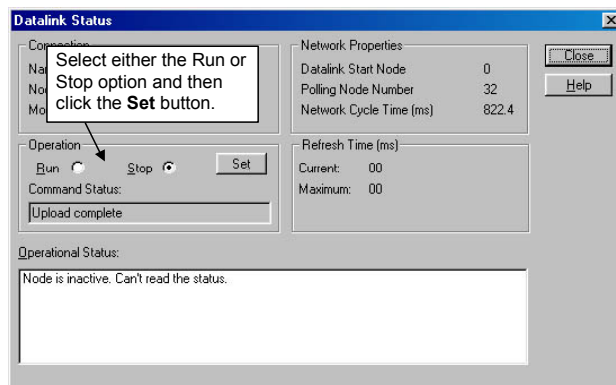 Datalink Status
Select either the Run or
Stop option and then
click the Set button.
Network Properties
Datalink Start Node 0
Polling Node Number 32
Network Cycle Time (ms) 822.4
Close
Help
Operation
Run Stop Set
Command Status:
Upload complete
Refresh Time (ms)
Current: 00
Maximum: 00
Operational Status:
Node is inactive. Can't read the status.